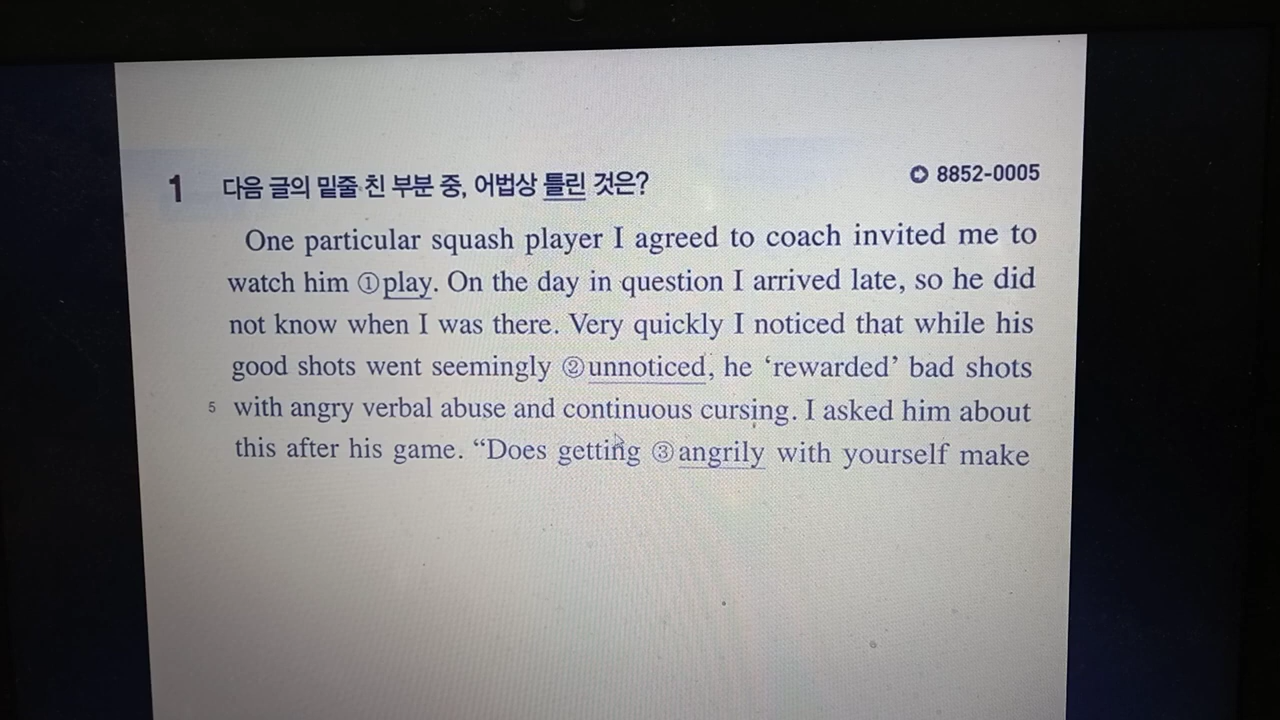 1 다음 글의 밑줄 친 부분 중, 어법상 틀린 것은? ➲ 8852-0005
One particular squash player I agreed to coach invited me to
watch him ①play. On the day in question I arrived late, so he did
not know when I was there. Very quickly I noticed that while his
good shots went seemingly ②unnoticed, he ‘rewarded’ bad shots
5 with angry verbal abuse and continuous cursing. I asked him about
this after his game. “Does getting ③angrily with yourself make